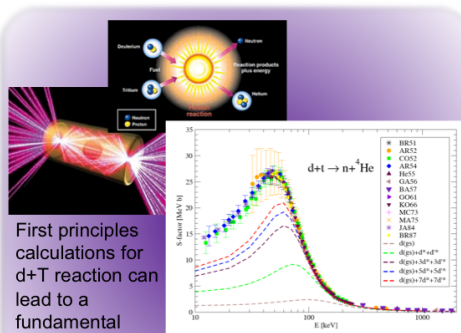 Deuterium
Neutron
Fuel
Reaction products
plus energy
Tritium
Helium
reaction
Neutron
Proton
d+t → n+⁴He
S-factor [MeV b]
35
30
25
20
15
10
5
0
10
100
1000
E [keV]
BR51
AR52
CO52
AR54
He55
GA56
BA57
GO61
KO66
MC73
MA75
JA84
BR87
d(gs)
d(gs)+d*+d'*
d(gs)+3d*+3d'*
d(gs)+5d*+5d'*
d(gs)+7d*+7d'*
First principles
calculations for
d+T reaction can
lead to a
fundamental